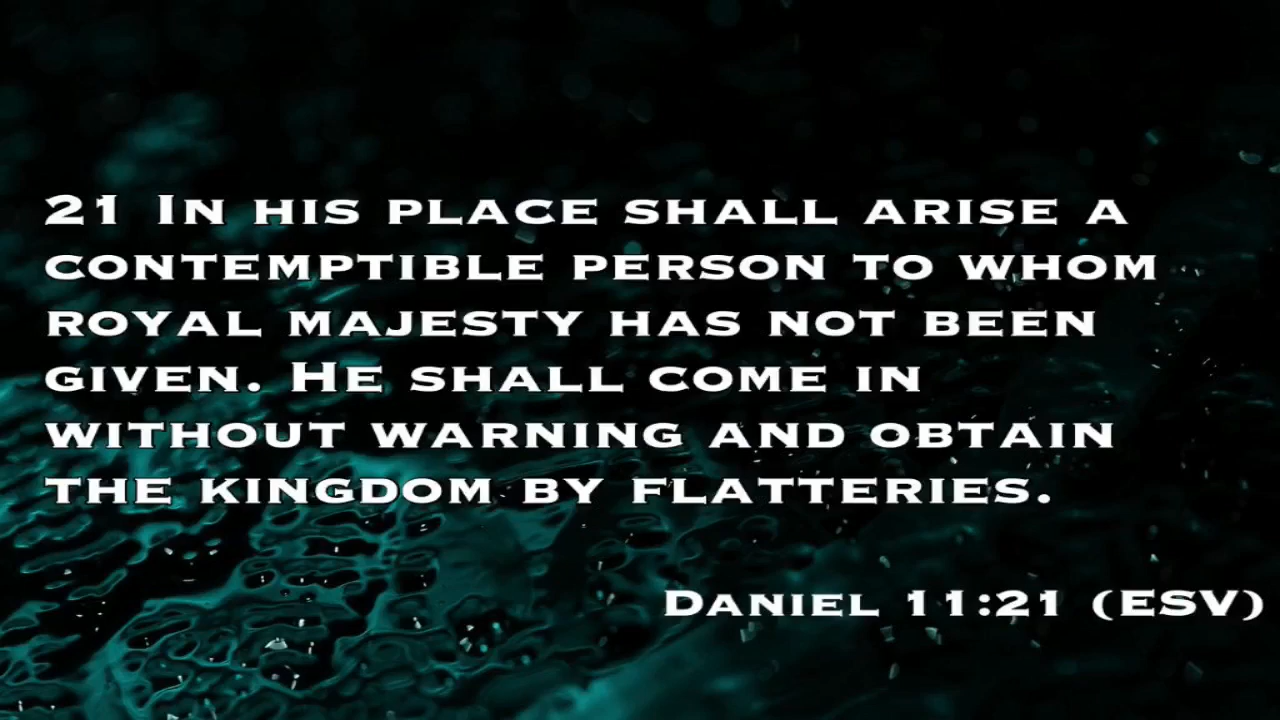 21 In his place shall arise a
contemptible person to whom
royal majesty has not been
given. He shall come in
without warning and obtain
the kingdom by flatteries.
Daniel 11:21 (ESV)